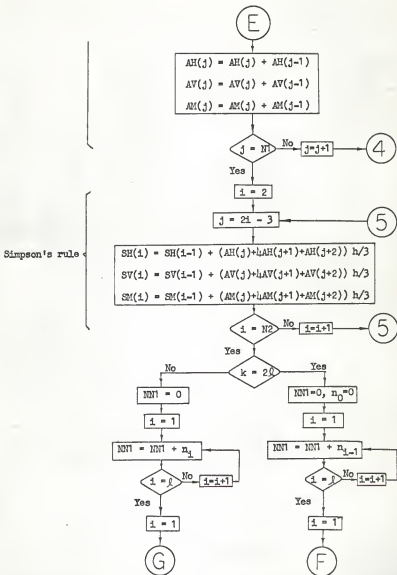 E
AH(j) = AH(j) + AH(j-1)
AV(j) = AV(j) + AV(j-1)
AM(j) = AM(j) + AM(j-1)
j = N1
No
j=j+1
4
Yes
i = 2
j = 2i - 3
5
Simpson's rule
SH(i) = SH(i-1) + (AH(j)+4AH(j+1)+AH(j+2)) h/3
SV(i) = SV(i-1) + (AV(j)+4AV(j+1)+AV(j+2)) h/3
SM(i) = SM(i-1) + (AM(j)+4AM(j+1)+AM(j+2)) h/3
i = N2
No
i=i+1
5
Yes
No
k = 2ℓ
Yes
NN1 = 0
NN1=0, n₀=0
i = 1
i = 1
NN1 = NN1 + nᵢ
NN1 = NN1 + nᵢ₋₁
i = ℓ
No
i=i+1
i = ℓ
No
i=i+1
Yes
Yes
i = 1
i = 1
G
F